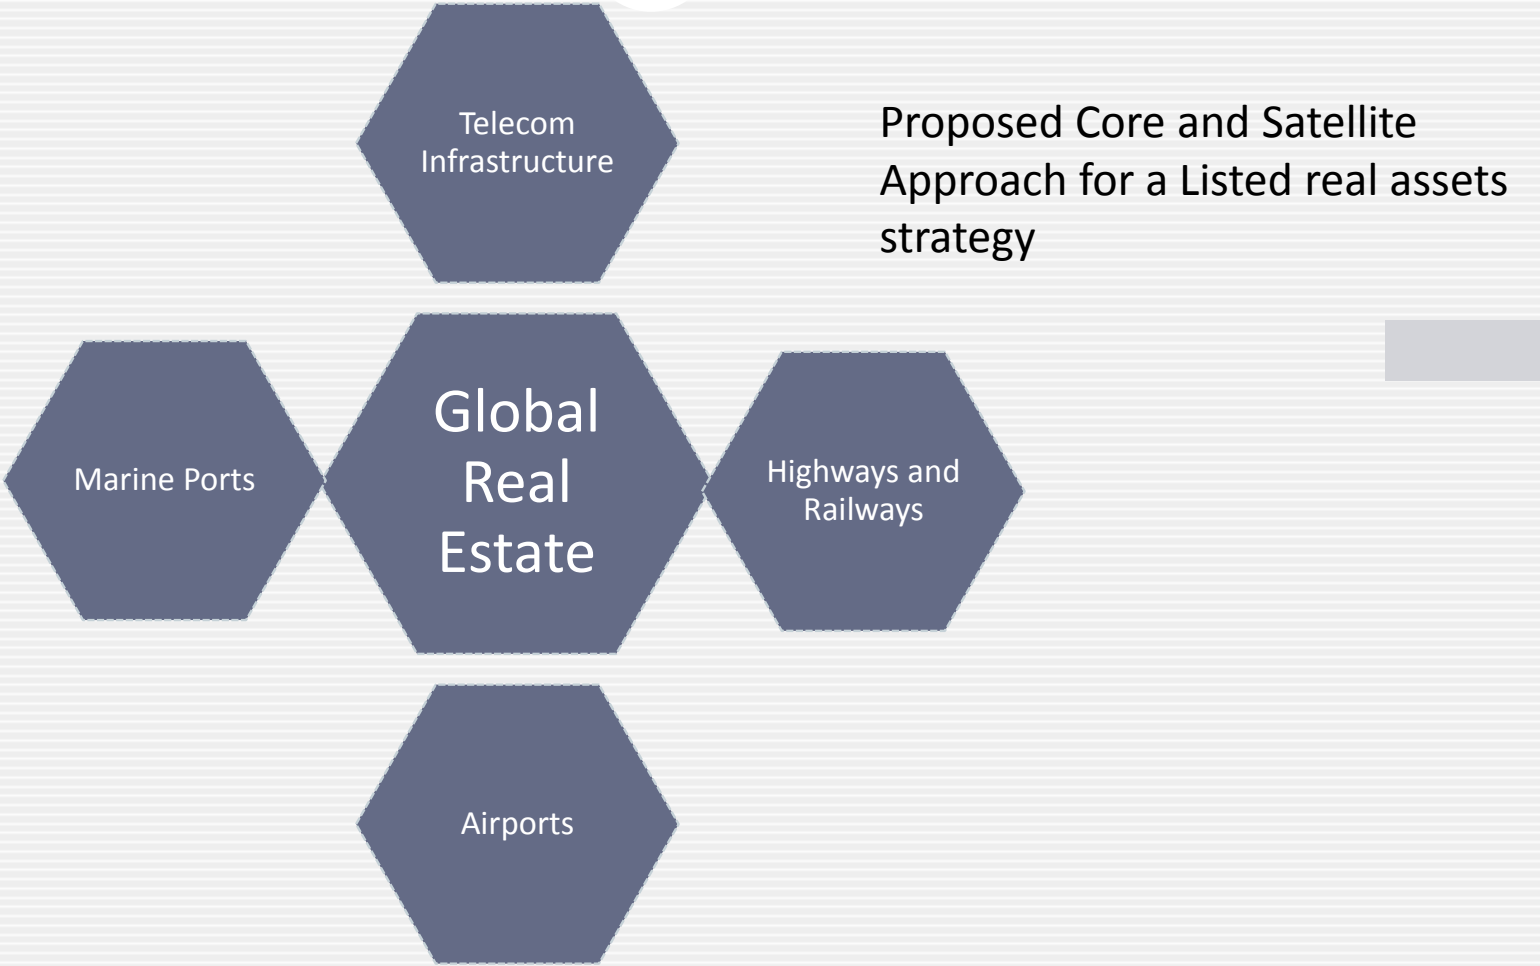 Telecom
Infrastructure
Proposed Core and Satellite
Approach for a Listed real assets
strategy
Marine Ports
Global
Real
Estate
Highways and
Railways
Airports